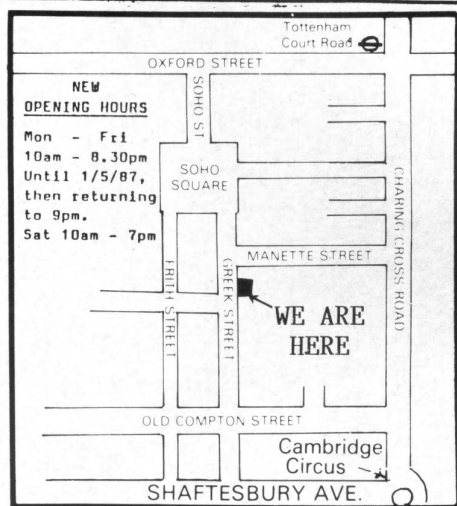 Tottenham
Court Road
OXFORD STREET
NEW
OPENING HOURS
Mon - Fri
10am - 8.30pm
Until 1/5/87,
then returning
to 9pm.
Sat 10am - 7pm
SOHO ST
SOHO
SQUARE
CHARING CROSS ROAD
MANETTE STREET
FRITH STREET
GREEK STREET
WE ARE
HERE
OLD COMPTON STREET
Cambridge
Circus
SHAFTESBURY AVE.